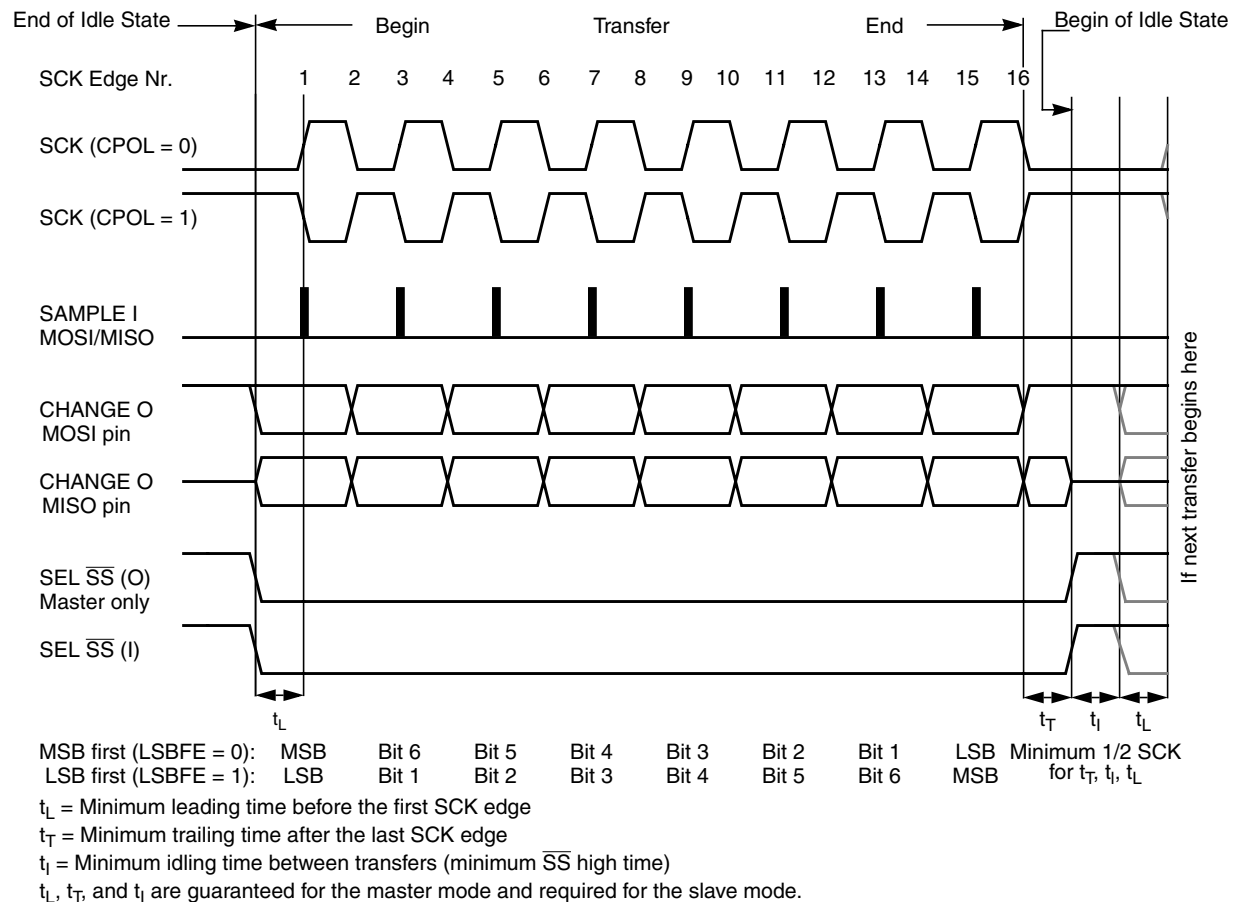 End of Idle State
Begin
Transfer
End
Begin of Idle State
SCK Edge Nr.
1 2 3 4 5 6 7 8 9 10 11 12 13 14 15 16
SCK (CPOL = 0)
SCK (CPOL = 1)
SAMPLE I
MOSI/MISO
CHANGE O
MOSI pin
CHANGE O
MISO pin
SEL SS (O)
Master only
SEL SS (I)
If next transfer begins here
tL
tT
tI
tL
MSB first (LSBFE = 0): MSB Bit 6 Bit 5 Bit 4 Bit 3 Bit 2 Bit 1 LSB
LSB first (LSBFE = 1): LSB Bit 1 Bit 2 Bit 3 Bit 4 Bit 5 Bit 6 MSB
Minimum 1/2 SCK
for tT, tI, tL
tL = Minimum leading time before the first SCK edge
tT = Minimum trailing time after the last SCK edge
tI = Minimum idling time between transfers (minimum SS high time)
tL, tT, and tI are guaranteed for the master mode and required for the slave mode.